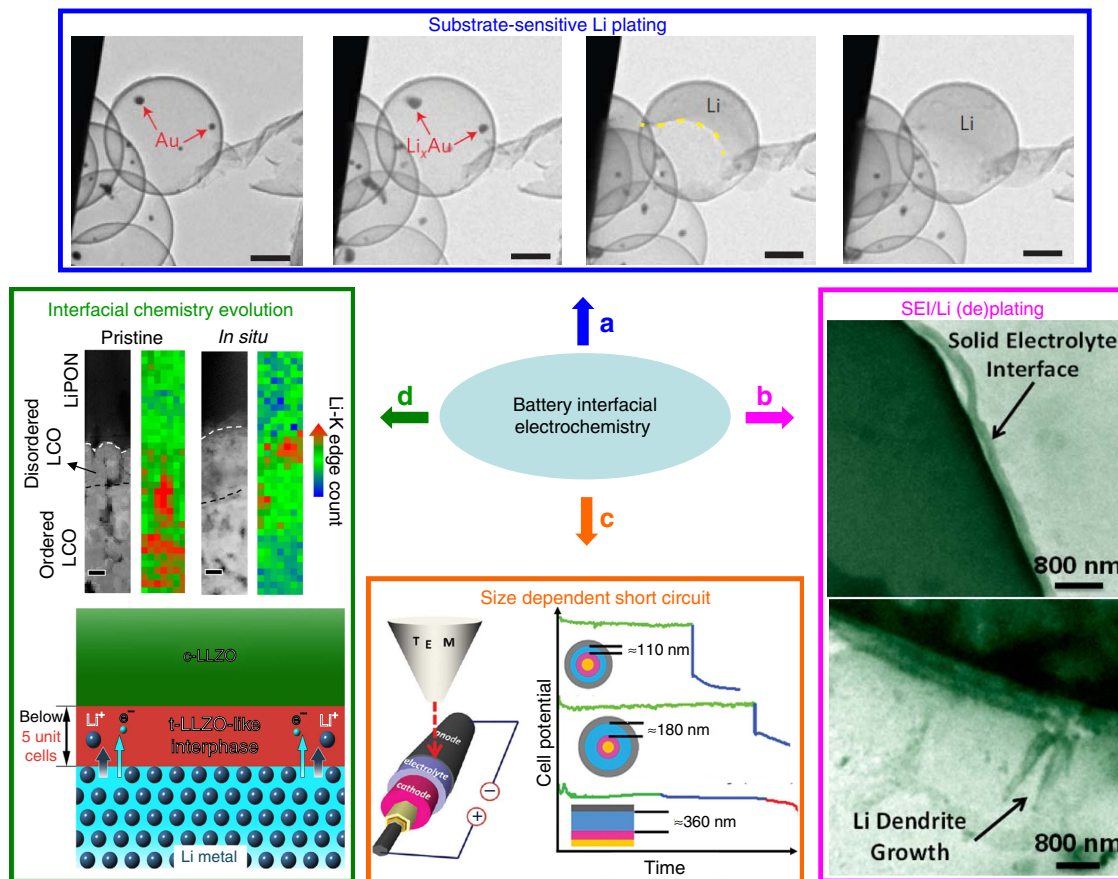 Substrate-sensitive Li plating
Au
LiₓAu
Li
Li
a
Battery interfacial
electrochemistry
d
b
c
Interfacial chemistry evolution
Pristine
In situ
LiPON
Disordered
LCO
Ordered
LCO
Li-K edge count
c-LLZO
Below
5 unit
cells
Li⁺
e⁻
t-LLZO-like
interphase
e⁻
Li⁺
Li metal
Size dependent short circuit
TEM
anode
electrolyte
cathode
−
+
Cell potential
≈110 nm
≈180 nm
≈360 nm
Time
SEI/Li (de)plating
Solid Electrolyte
Interface
800 nm
Li Dendrite
Growth
800 nm